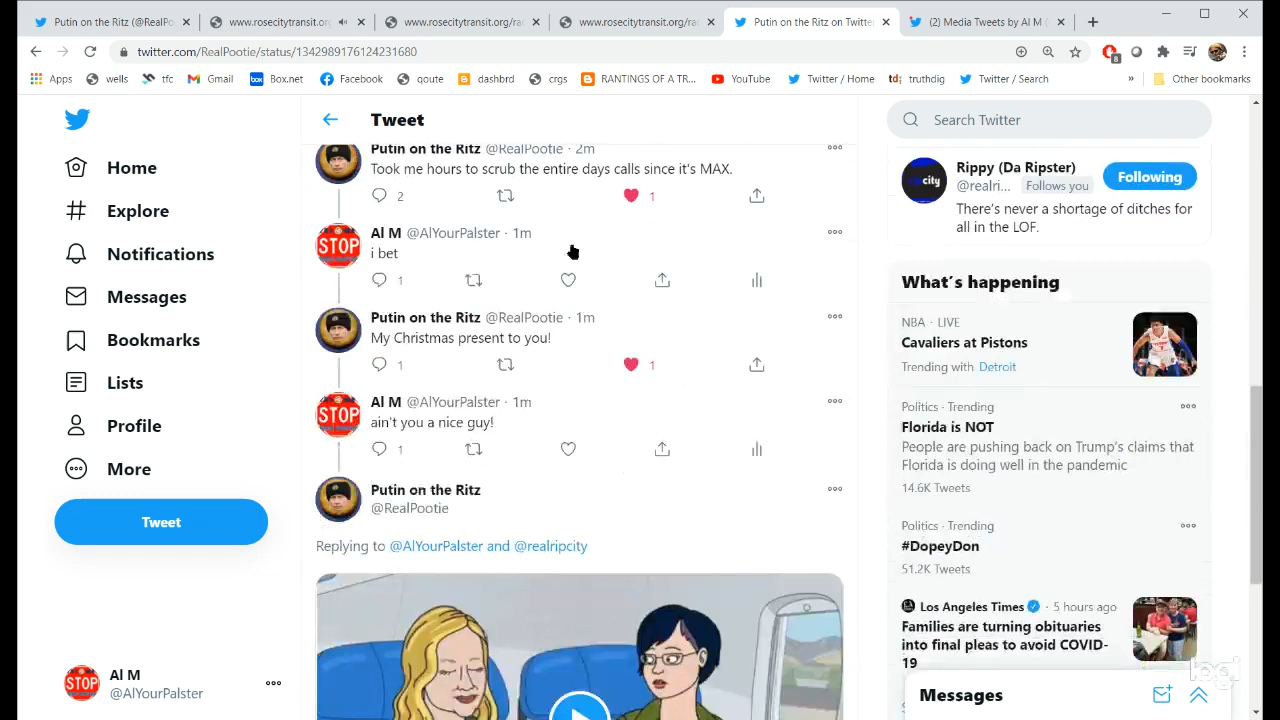 Putin on the Ritz (@RealPo
www.rosecitytransit.org
www.rosecitytransit.org/rad
www.rosecitytransit.org/rad
Putin on the Ritz on Twitter
(2) Media Tweets by Al M (
twitter.com/RealPootie/status/1342989176124231680
8
Apps
wells
tfc
Gmail
box
Box.net
Facebook
qoute
dashbrd
crgs
RANTINGS OF A TR...
YouTube
Twitter / Home
td;
truthdig
Twitter / Search
»
Other bookmarks
Home
Explore
Notifications
Messages
Bookmarks
Lists
Profile
More
Tweet
Al M
@AlYourPalster
Tweet
Putin on the Ritz @RealPootie · 2m
Took me hours to scrub the entire days calls since it's MAX.
2
1
STOP
Al M @AlYourPalster · 1m
i bet
1
Putin on the Ritz @RealPootie · 1m
My Christmas present to you!
1
1
STOP
Al M @AlYourPalster · 1m
ain't you a nice guy!
1
Putin on the Ritz
@RealPootie
Replying to @AlYourPalster and @realripcity
Search Twitter
Rippy (Da Ripster)
@realri... Follows you
Following
There's never a shortage of ditches for
all in the LOF.
What's happening
NBA · LIVE
Cavaliers at Pistons
Trending with Detroit
Politics · Trending
Florida is NOT
People are pushing back on Trump's claims that
Florida is doing well in the pandemic
14.6K Tweets
Politics · Trending
#DopeyDon
51.2K Tweets
Los Angeles Times · 5 hours ago
Families are turning obituaries
into final pleas to avoid COVID-
19
Messages
STOP